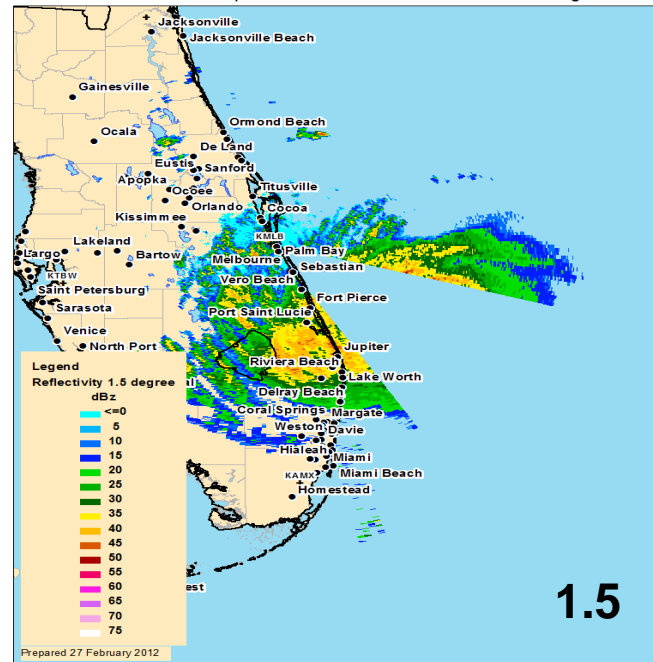 Jacksonville
Jacksonville Beach
Gainesville
Ormond Beach
Ocala
De Land
Eustis
Sanford
Apopka
Titusville
Ocoee
Orlando
Cocoa
Kissimmee
KMLB
Lakeland
Palm Bay
Largo
Bartow
Melbourne
KTBW
Sebastian
Saint Petersburg
Vero Beach
Sarasota
Fort Pierce
Port Saint Lucie
Venice
North Port
Jupiter
Riviera Beach
Lake Worth
Delray Beach
Coral Springs
Margate
Weston
Davie
Hialeah
Miami
Miami Beach
KAMX
Homestead
Legend
Reflectivity 1.5 degree
dBz
<=0
5
10
15
20
25
30
35
40
45
50
55
60
65
70
75
al
est
1.5
Prepared 27 February 2012